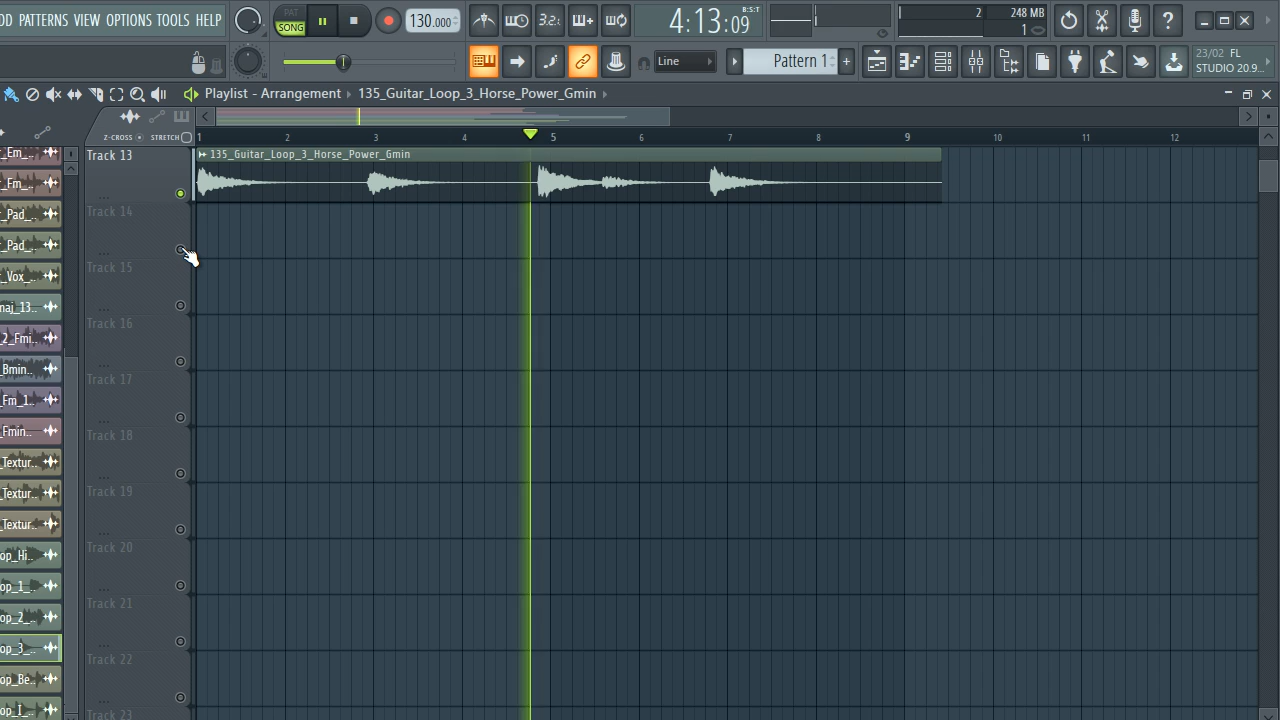 OD PATTERNS VIEW OPTIONS TOOLS HELP
PAT
SONG
130.000
3.2.
4:13:09
B:S:T
2
248 MB
1
Line
Pattern 1
23/02 FL
STUDIO 20.9...
Playlist - Arrangement
135_Guitar_Loop_3_Horse_Power_Gmin
Z-CROSS
STRETCH
1 2 3 4 5 6 7 8 9 10 11 12
Track 13
135_Guitar_Loop_3_Horse_Power_Gmin
Track 14
Track 15
Track 16
Track 17
Track 18
Track 19
Track 20
Track 21
Track 22
Track 23
_Em_..
_Fm_..
_Pad_..
_Pad_..
_Vox_..
maj_13..
_2_Fmi..
_Bmin..
_Fm_1..
_Fmin..
_Textur..
_Textur..
_Textur..
op_Hi..
op_1_..
op_2_..
op_3_..
op_Be..
op_1_..